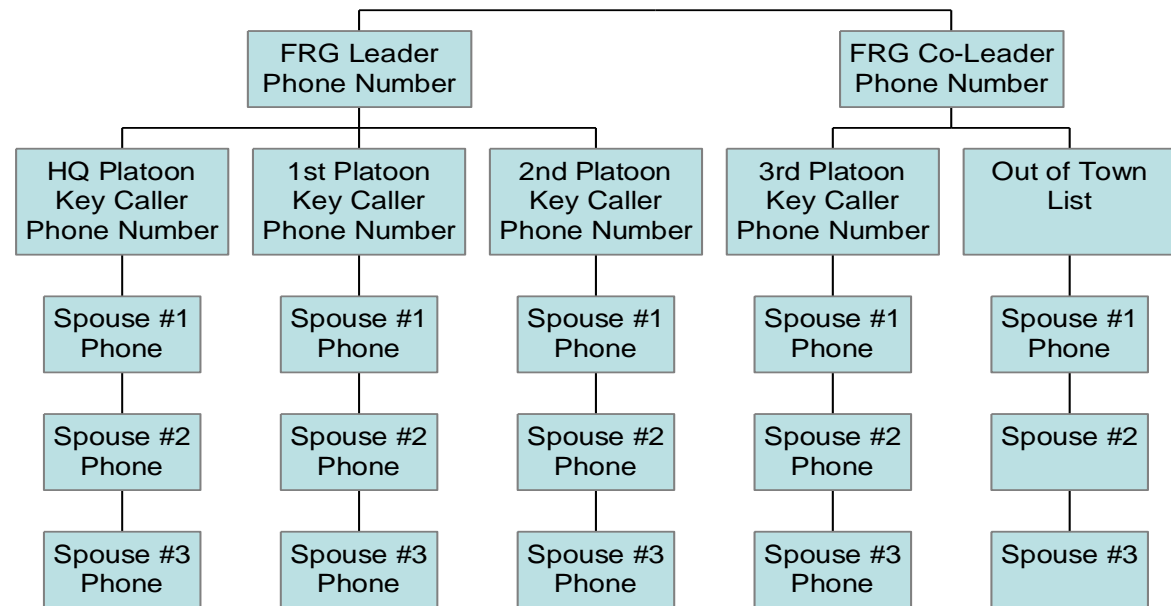 FRG Leader
Phone Number
FRG Co-Leader
Phone Number
HQ Platoon
Key Caller
Phone Number
1st Platoon
Key Caller
Phone Number
2nd Platoon
Key Caller
Phone Number
3rd Platoon
Key Caller
Phone Number
Out of Town
List
Spouse #1
Phone
Spouse #1
Phone
Spouse #1
Phone
Spouse #1
Phone
Spouse #1
Phone
Spouse #2
Phone
Spouse #2
Phone
Spouse #2
Phone
Spouse #2
Phone
Spouse #2
Spouse #3
Phone
Spouse #3
Phone
Spouse #3
Phone
Spouse #3
Phone
Spouse #3